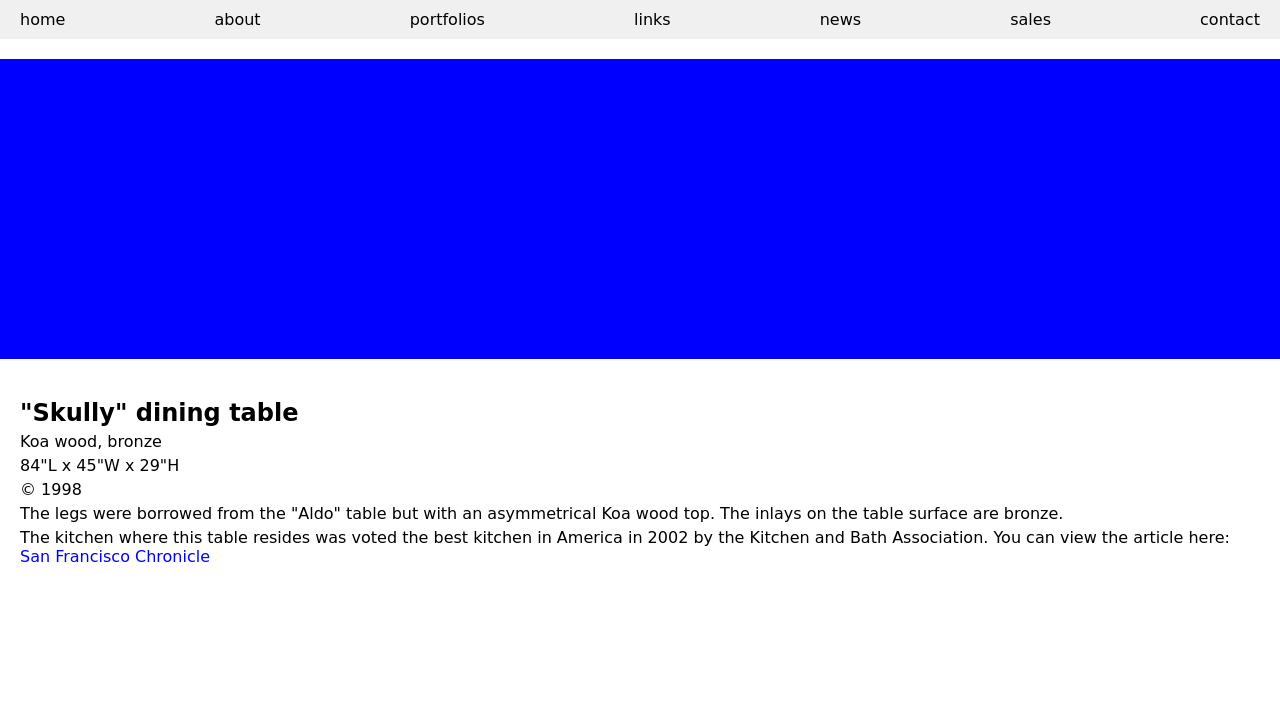 home about portfolios links news sales contact
"Skully" dining table
Koa wood, bronze
84"L x 45"W x 29"H
© 1998
The legs were borrowed from the "Aldo" table but with an asymmetrical Koa wood top. The inlays on the table surface are bronze.
The kitchen where this table resides was voted the best kitchen in America in 2002 by the Kitchen and Bath Association. You can view the article here:
San Francisco Chronicle